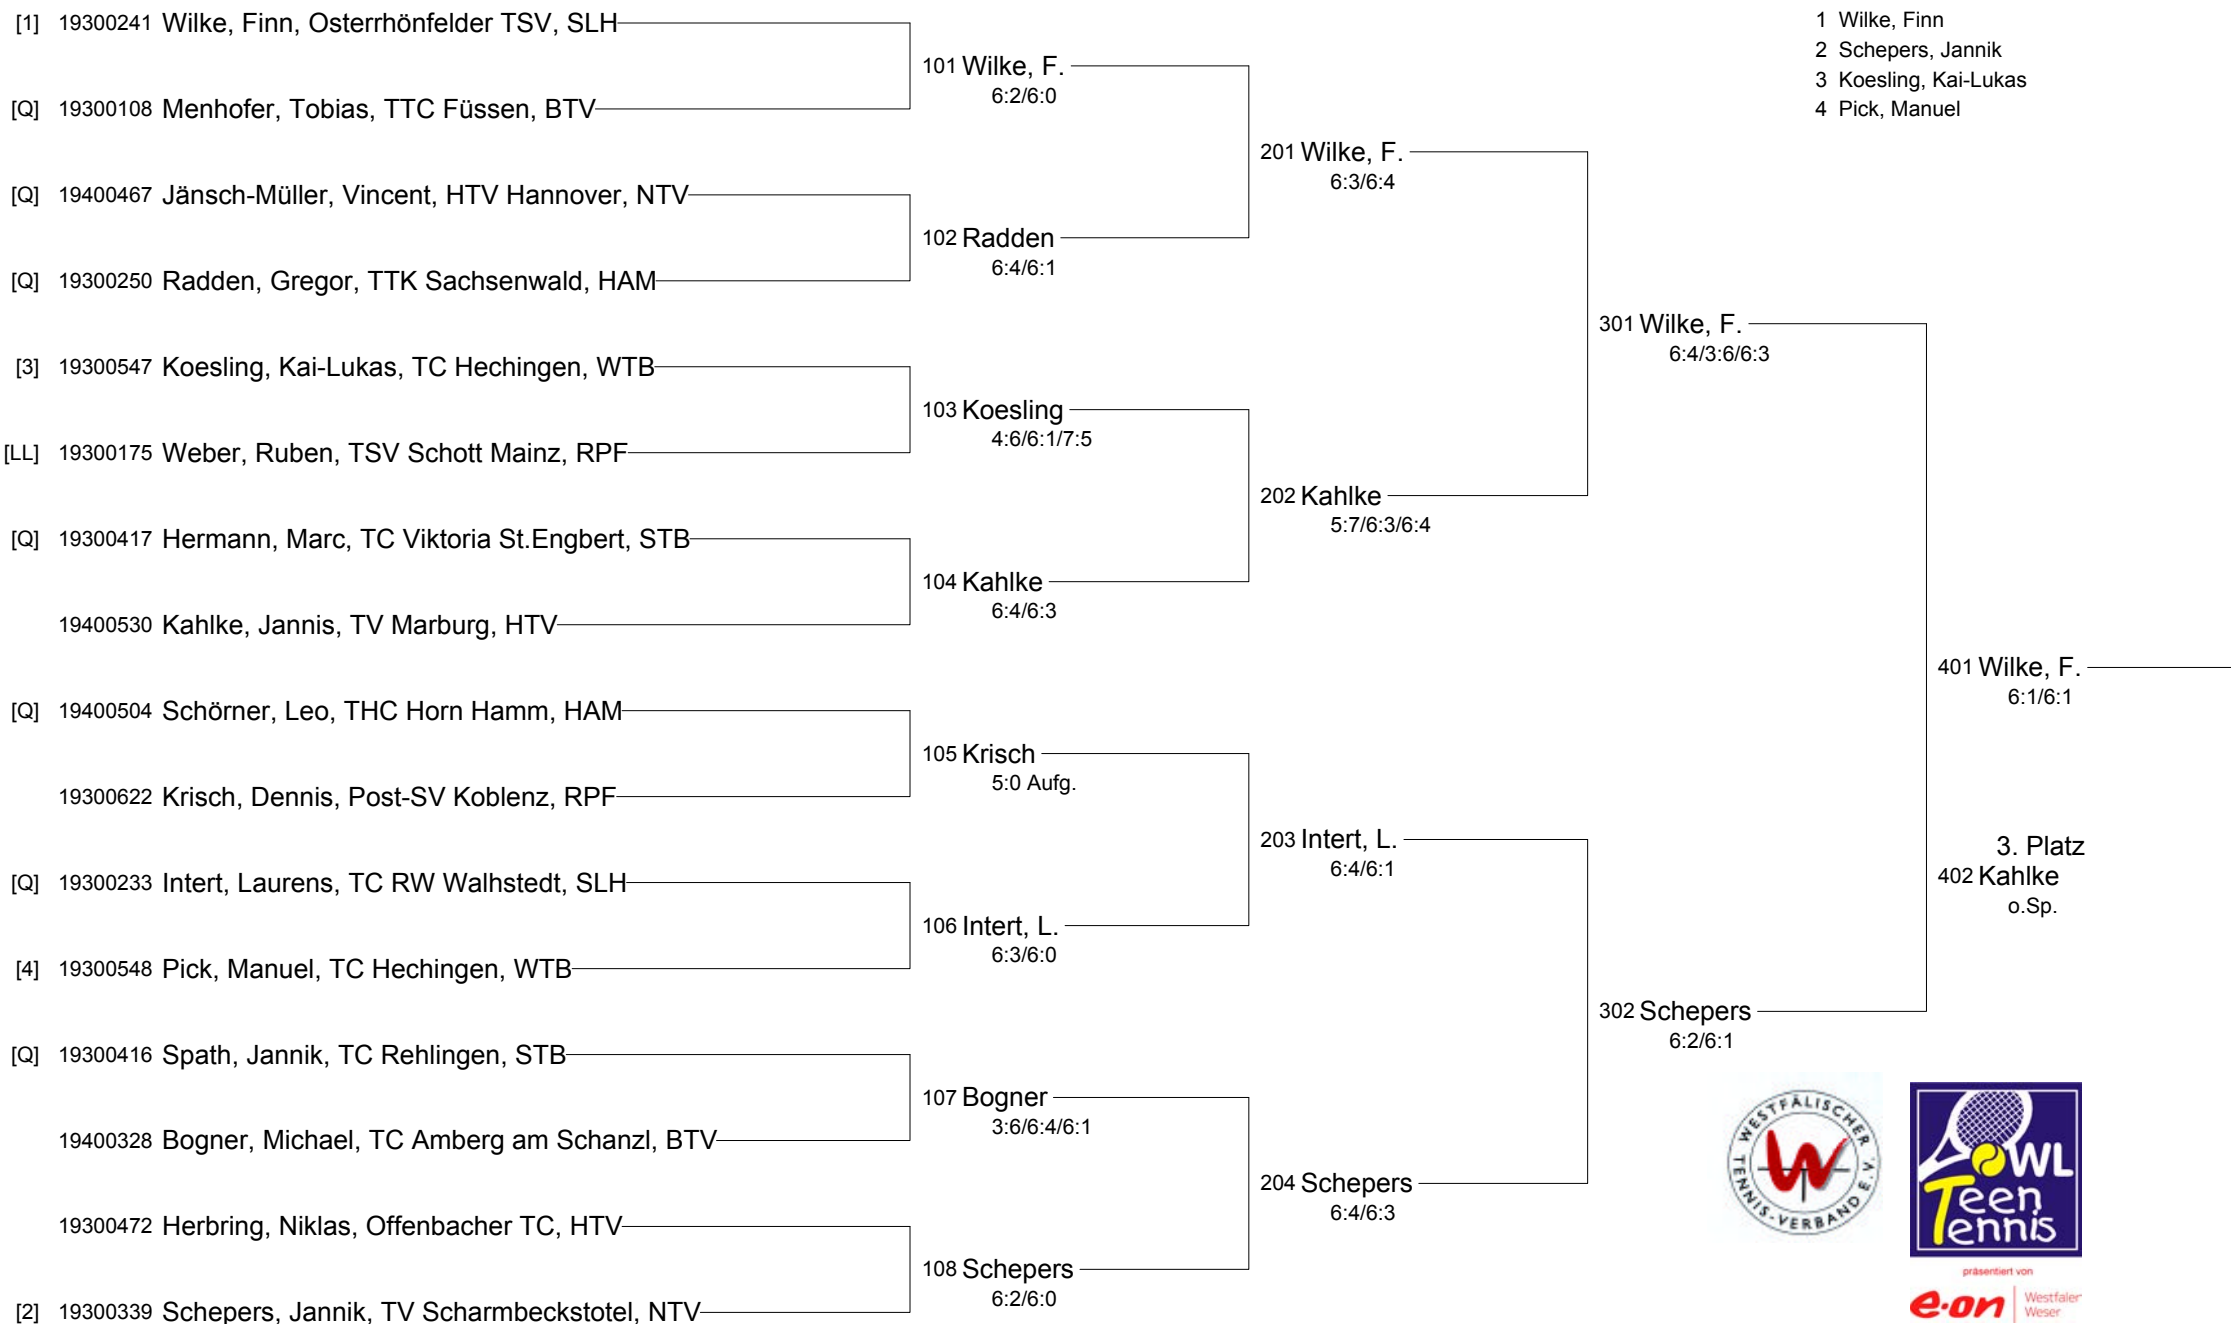 [1] 19300241 Wilke, Finn, Osterrhönfelder TSV, SLH
[Q] 19300108 Menhofer, Tobias, TTC Füssen, BTV
[Q] 19400467 Jänsch-Müller, Vincent, HTV Hannover, NTV
[Q] 19300250 Radden, Gregor, TTK Sachsenwald, HAM
[3] 19300547 Koesling, Kai-Lukas, TC Hechingen, WTB
[LL] 19300175 Weber, Ruben, TSV Schott Mainz, RPF
[Q] 19300417 Hermann, Marc, TC Viktoria St.Engbert, STB
19400530 Kahlke, Jannis, TV Marburg, HTV
[Q] 19400504 Schörner, Leo, THC Horn Hamm, HAM
19300622 Krisch, Dennis, Post-SV Koblenz, RPF
[Q] 19300233 Intert, Laurens, TC RW Walhstedt, SLH
[4] 19300548 Pick, Manuel, TC Hechingen, WTB
[Q] 19300416 Spath, Jannik, TC Rehlingen, STB
19400328 Bogner, Michael, TC Amberg am Schanzl, BTV
19300472 Herbring, Niklas, Offenbacher TC, HTV
[2] 19300339 Schepers, Jannik, TV Scharmbeckstotel, NTV
101 Wilke, F.
6:2/6:0
102 Radden
6:4/6:1
103 Koesling
4:6/6:1/7:5
104 Kahlke
6:4/6:3
105 Krisch
5:0 Aufg.
106 Intert, L.
6:3/6:0
107 Bogner
3:6/6:4/6:1
108 Schepers
6:2/6:0
201 Wilke, F.
6:3/6:4
202 Kahlke
5:7/6:3/6:4
203 Intert, L.
6:4/6:1
204 Schepers
6:4/6:3
301 Wilke, F.
6:4/3:6/6:3
302 Schepers
6:2/6:1
401 Wilke, F.
6:1/6:1
3. Platz
402 Kahlke
o.Sp.
1 Wilke, Finn
2 Schepers, Jannik
3 Koesling, Kai-Lukas
4 Pick, Manuel
WESTFÄLISCHER
TENNIS-VERBAND E.V.
OWL
Teen
Tennis
präsentiert von
e·on Westfalen
Weser